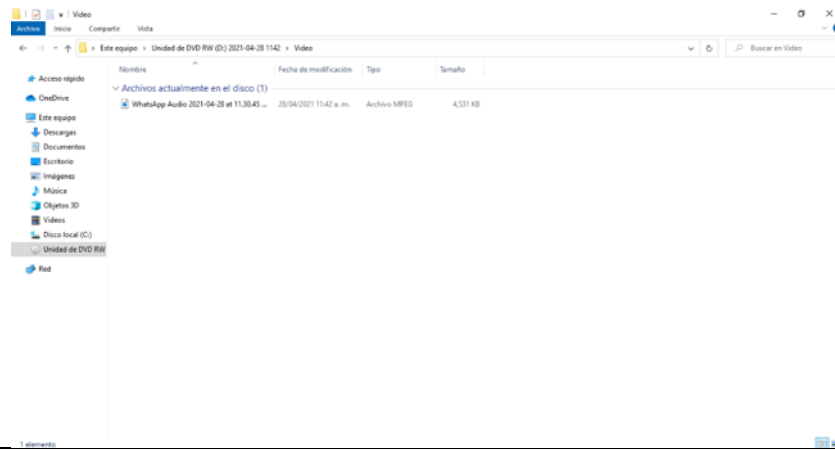 Video
Archivo Inicio Compartir Vista
Este equipo > Unidad de DVD RW (D:) 2021-04-28 1142 > Video
Buscar en Video
Nombre Fecha de modificación Tipo Tamaño
Acceso rápido
Archivos actualmente en el disco (1)
OneDrive
WhatsApp Audio 2021-04-28 at 11.30.45 ... 28/04/2021 11:42 a. m. Archivo MPEG 4,531 KB
Este equipo
Descargas
Documentos
Escritorio
Imágenes
Música
Objetos 3D
Videos
Disco local (C:)
Unidad de DVD RW
Red
1 elemento